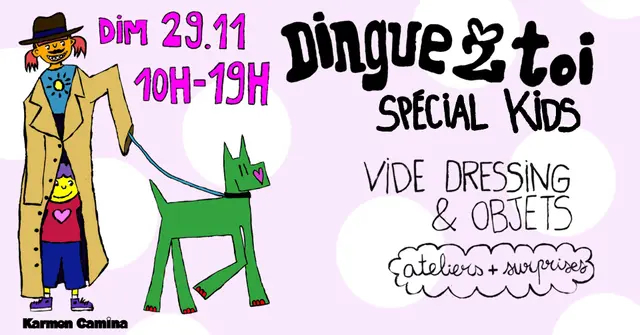 DIM 29.11
10H-19H
Dingue 2 toi
SPÉCIAL KIDS
VIDE DRESSING
& OBJETS
ateliers + surprises
Karmen Camina